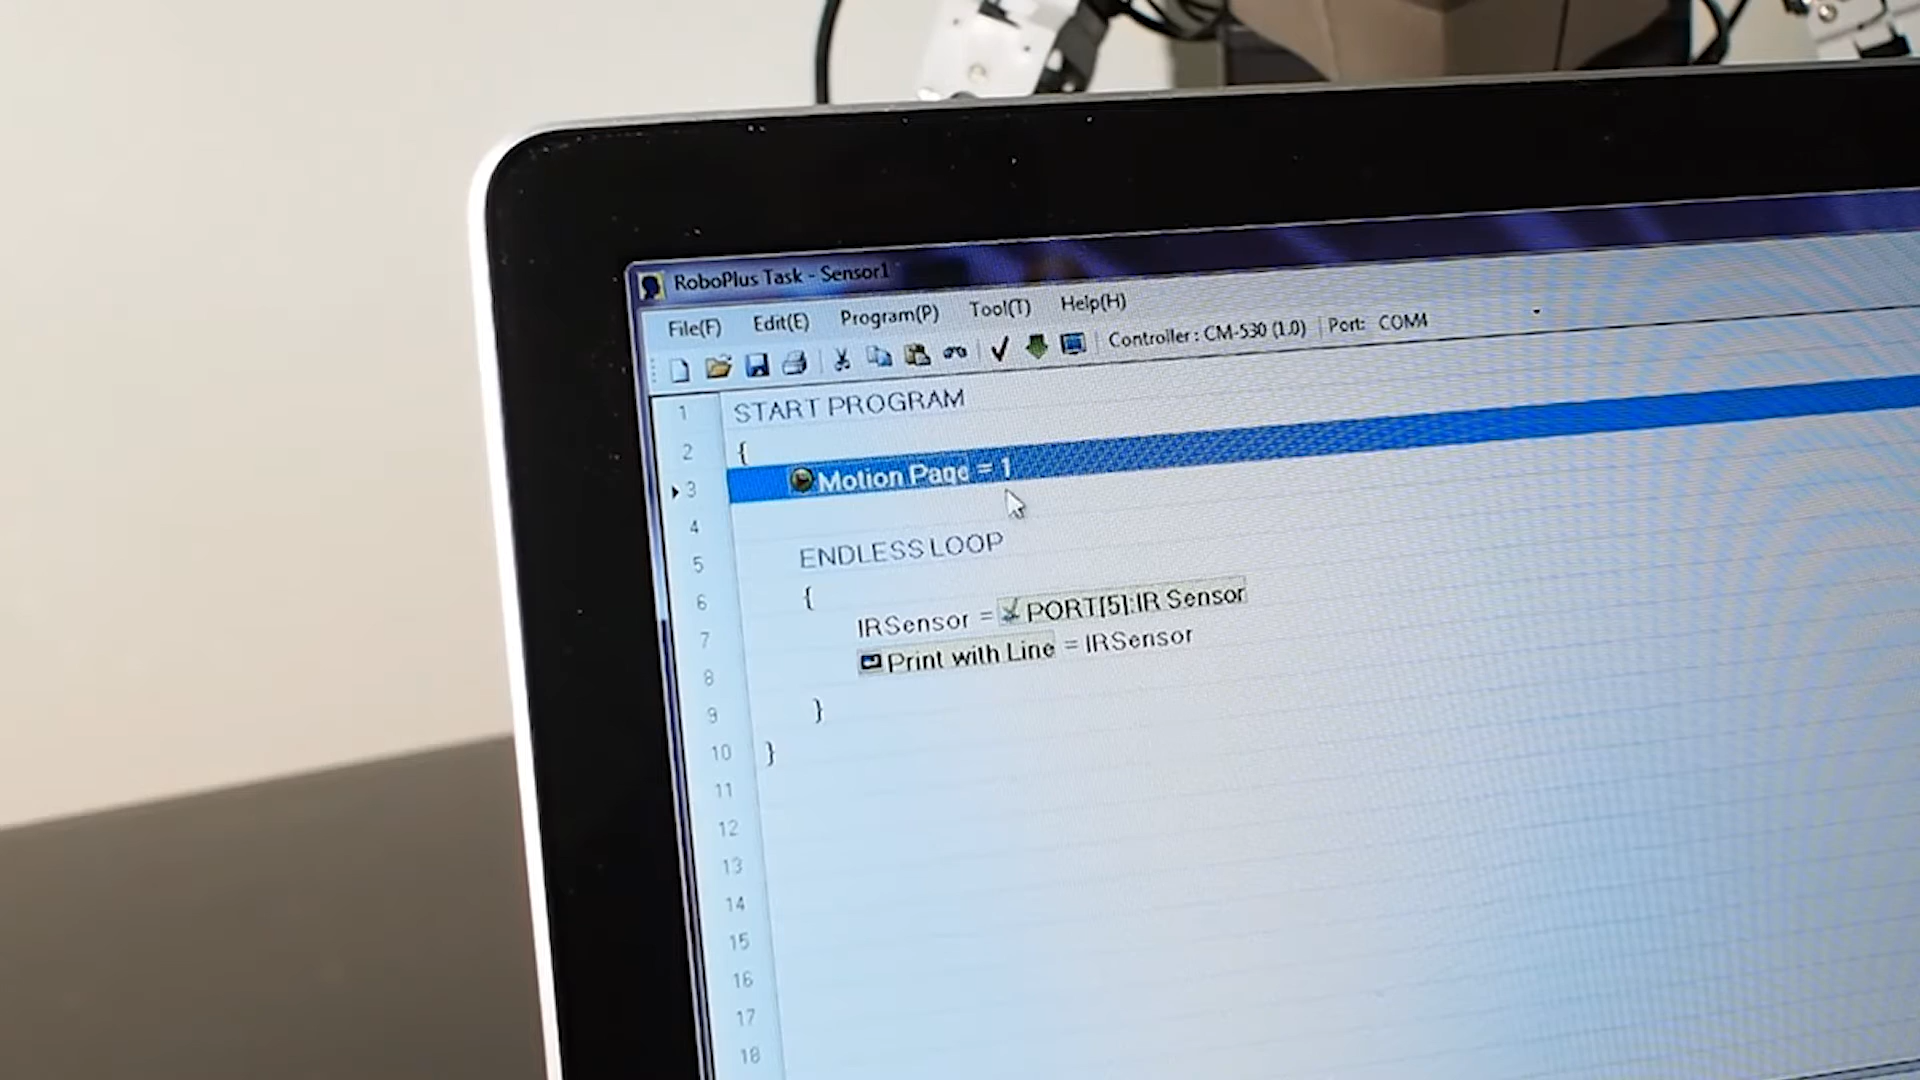 RoboPlus Task - Sensor1
File(F) Edit(E) Program(P) Tool(T) Help(H)
Controller : CM-530 (1.0) Port: COM4
1 START PROGRAM
2 {
3 Motion Page = 1
4
5 ENDLESS LOOP
6 {
7 IRSensor = PORT[5]:IR Sensor
8 Print with Line = IRSensor
9 }
10 }
11
12
13
14
15
16
17
18